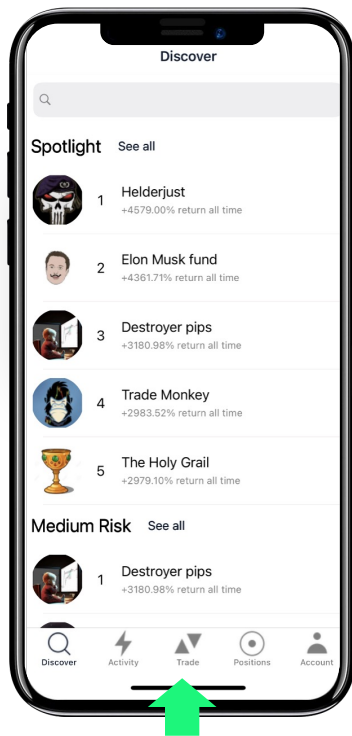 Discover
Spotlight See all
1 Helderjust
+4579.00% return all time
2 Elon Musk fund
+4361.71% return all time
3 Destroyer pips
+3180.98% return all time
4 Trade Monkey
+2983.52% return all time
5 The Holy Grail
+2979.10% return all time
Medium Risk See all
1 Destroyer pips
+3180.98% return all time
Discover Activity Trade Positions Account